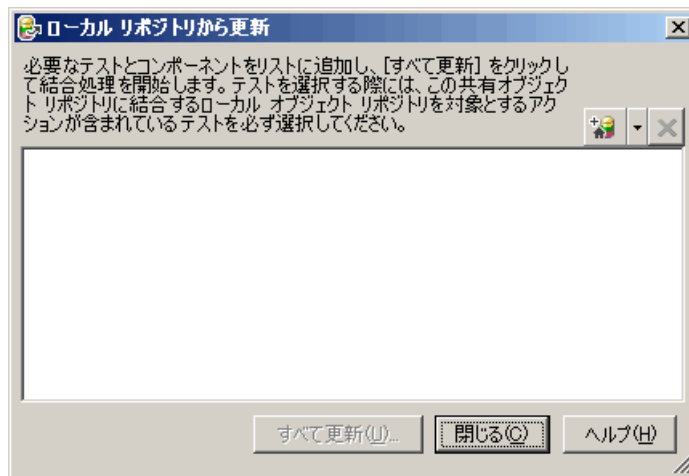 ローカル リポジトリから更新
必要なテストとコンポーネントをリストに追加し、[すべて更新] をクリックし
て結合処理を開始します。テストを選択する際には、この共有オブジェク
ト リポジトリに結合するローカル オブジェクト リポジトリを対象とするアク
ションが含まれているテストを必ず選択してください。
すべて更新(U)... 閉じる(C) ヘルプ(H)